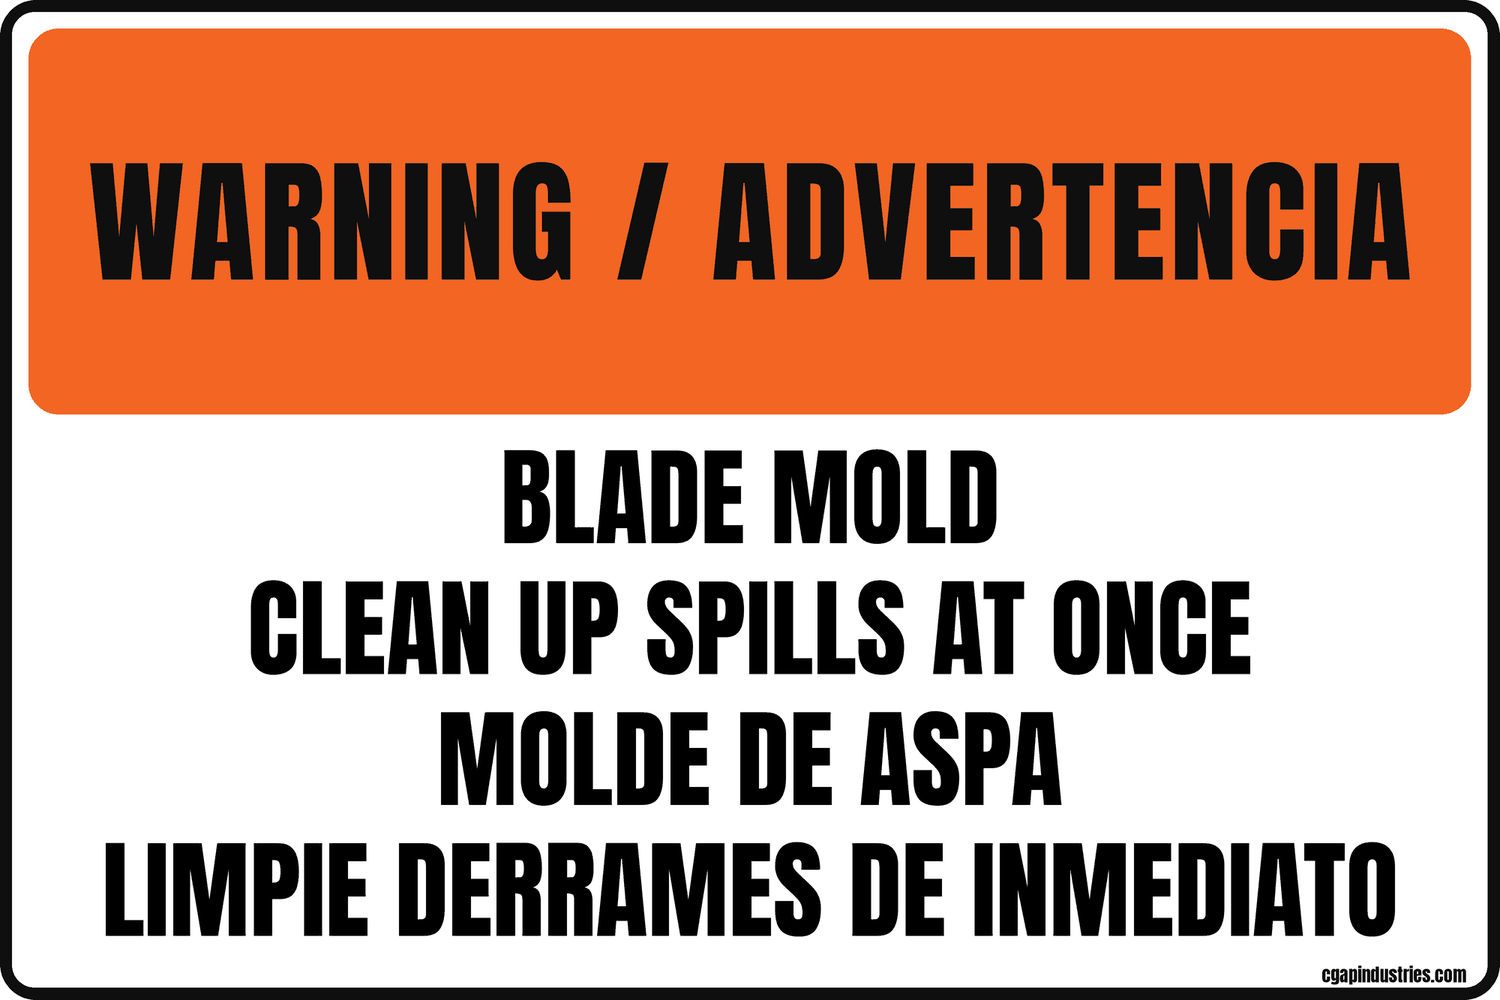 WARNING / ADVERTENCIA
BLADE MOLD
CLEAN UP SPILLS AT ONCE
MOLDE DE ASPA
LIMPIE DERRAMES DE INMEDIATO
cgapindustries.com